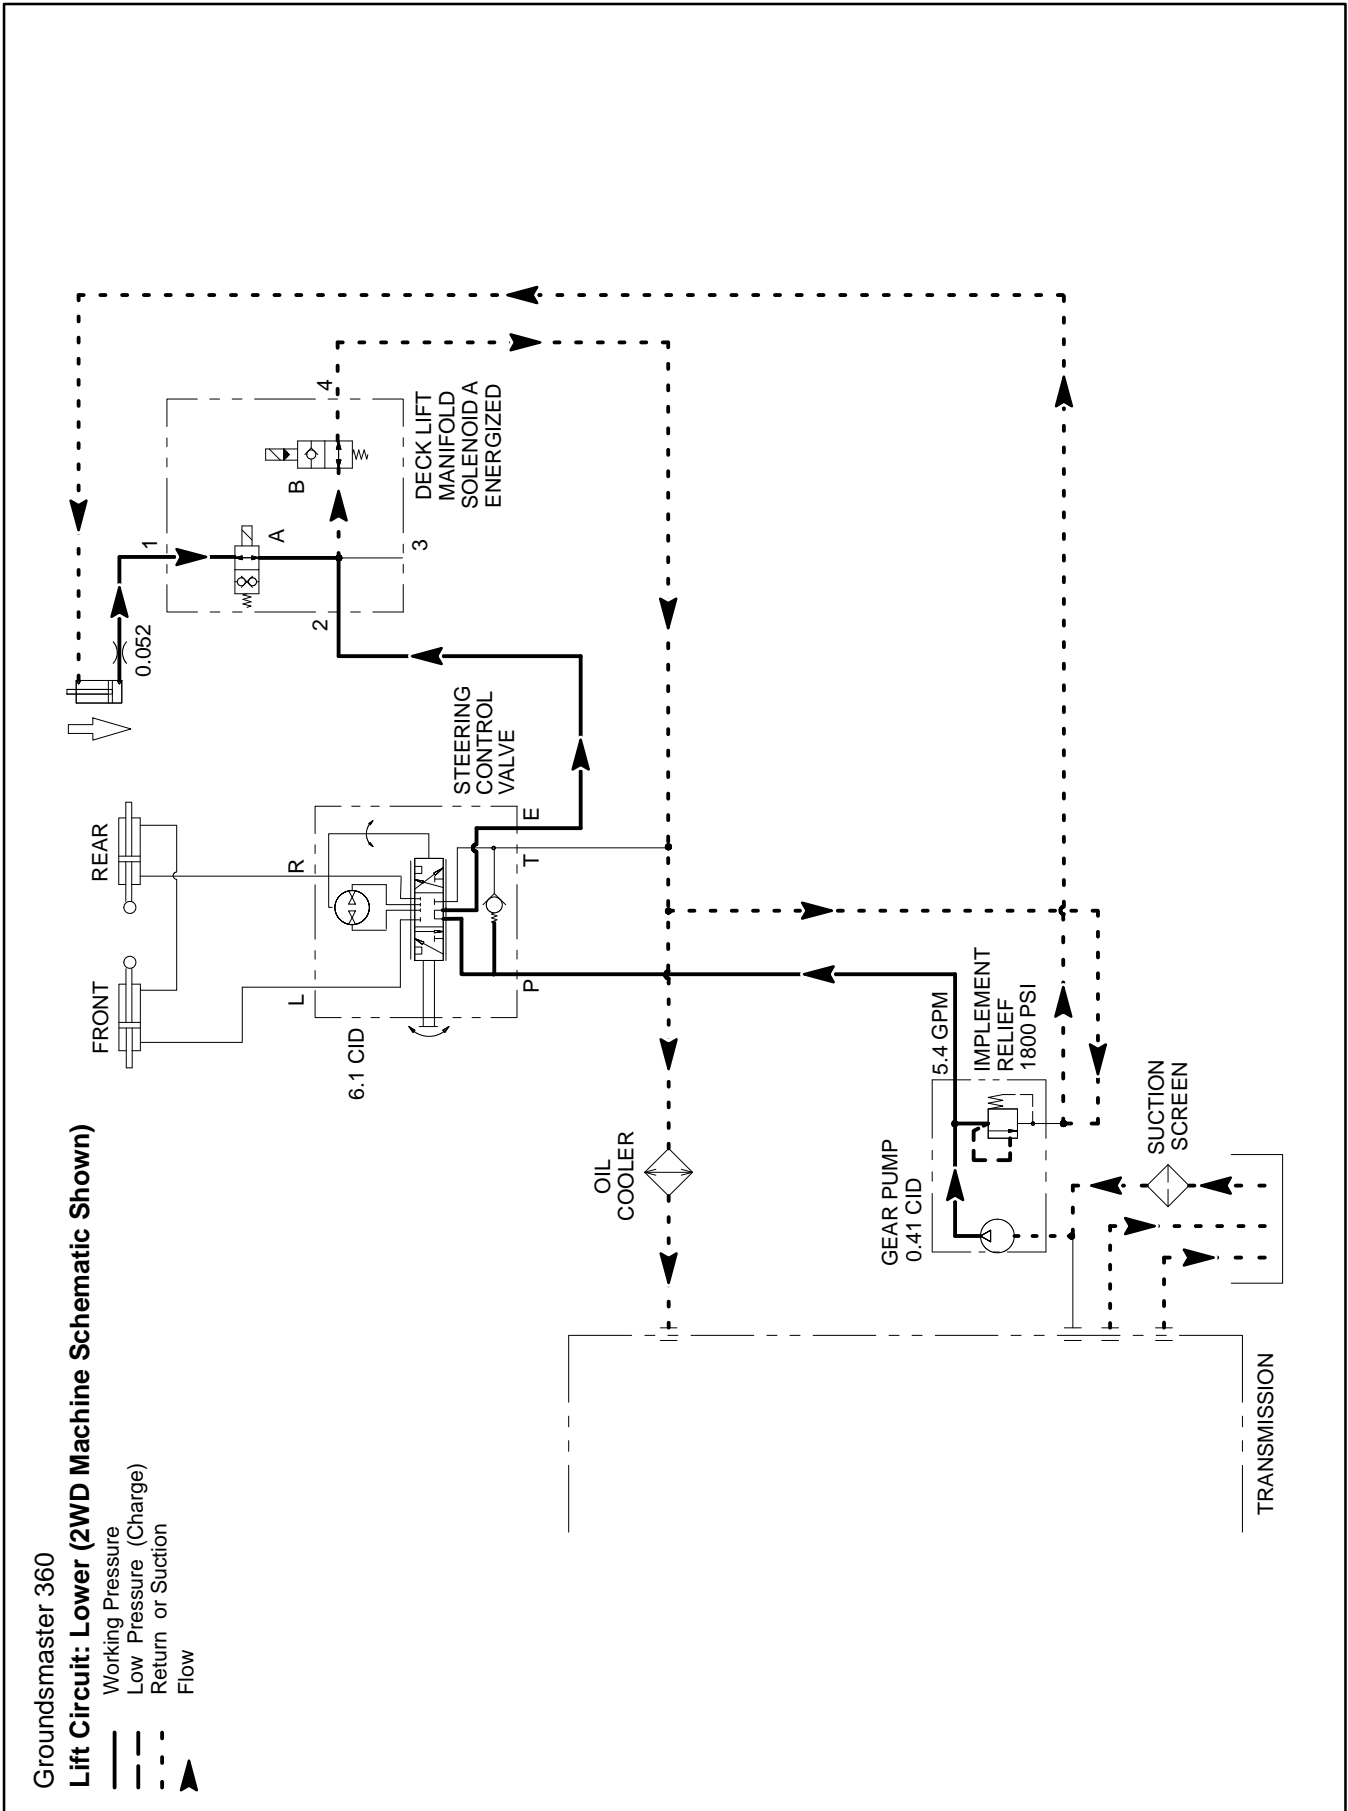 Groundsmaster 360
Lift Circuit: Lower (2WD Machine Schematic Shown)
Working Pressure
Low Pressure (Charge)
Return or Suction
Flow
FRONT
REAR
L
R
6.1 CID
P
T
E
STEERING
CONTROL
VALVE
0.052
1
2
3
4
A
B
DECK LIFT
MANIFOLD
SOLENOID A
ENERGIZED
OIL
COOLER
GEAR PUMP
0.41 CID
5.4 GPM
IMPLEMENT
RELIEF
1800 PSI
SUCTION
SCREEN
TRANSMISSION